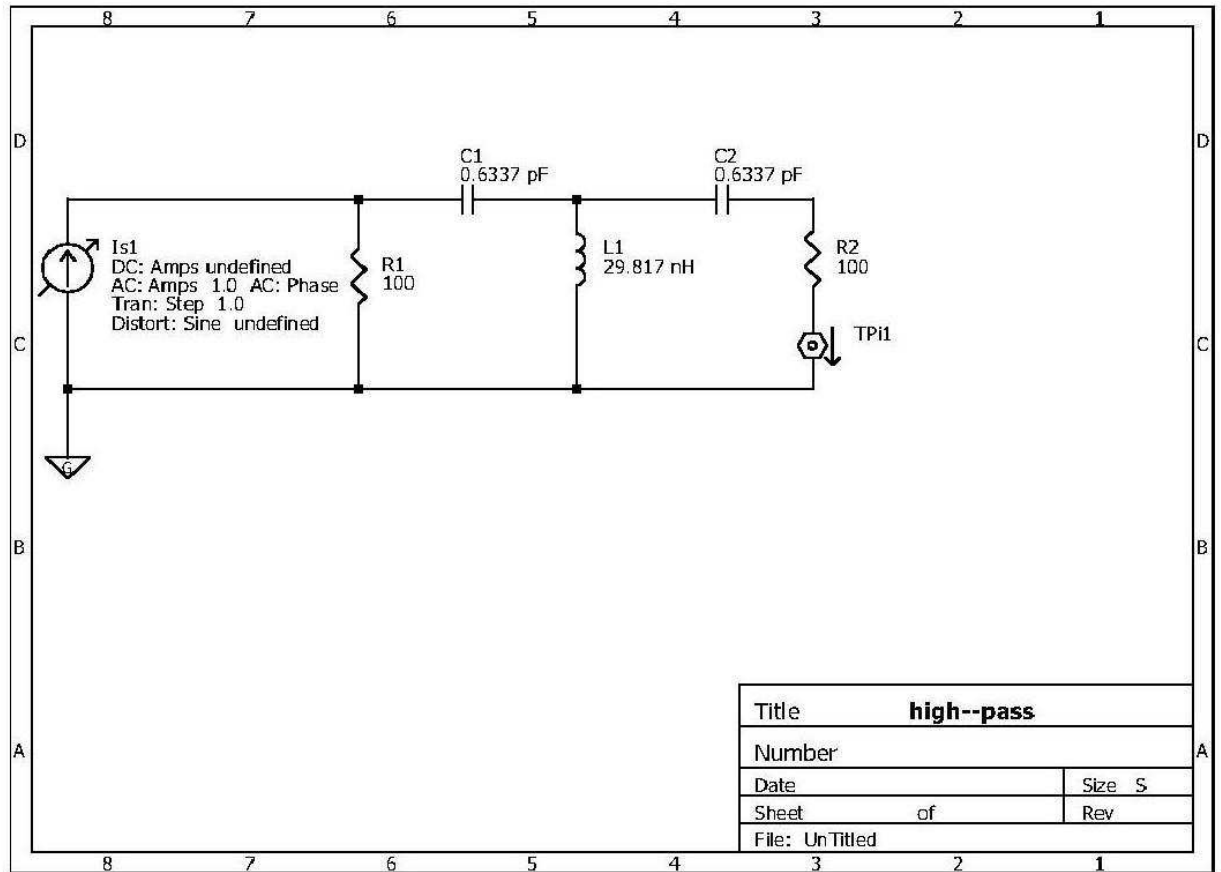 8 7 6 5 4 3 2 1
D D
C1
0.6337 pF
C2
0.6337 pF
Is1
DC: Amps undefined
AC: Amps 1.0 AC: Phase
Tran: Step 1.0
Distort: Sine undefined
R1
100
L1
29.817 nH
R2
100
TPi1
C C
G
B B
Title high--pass
Number
A A
Date Size S
Sheet of Rev
File: UnTitled
8 7 6 5 4 3 2 1